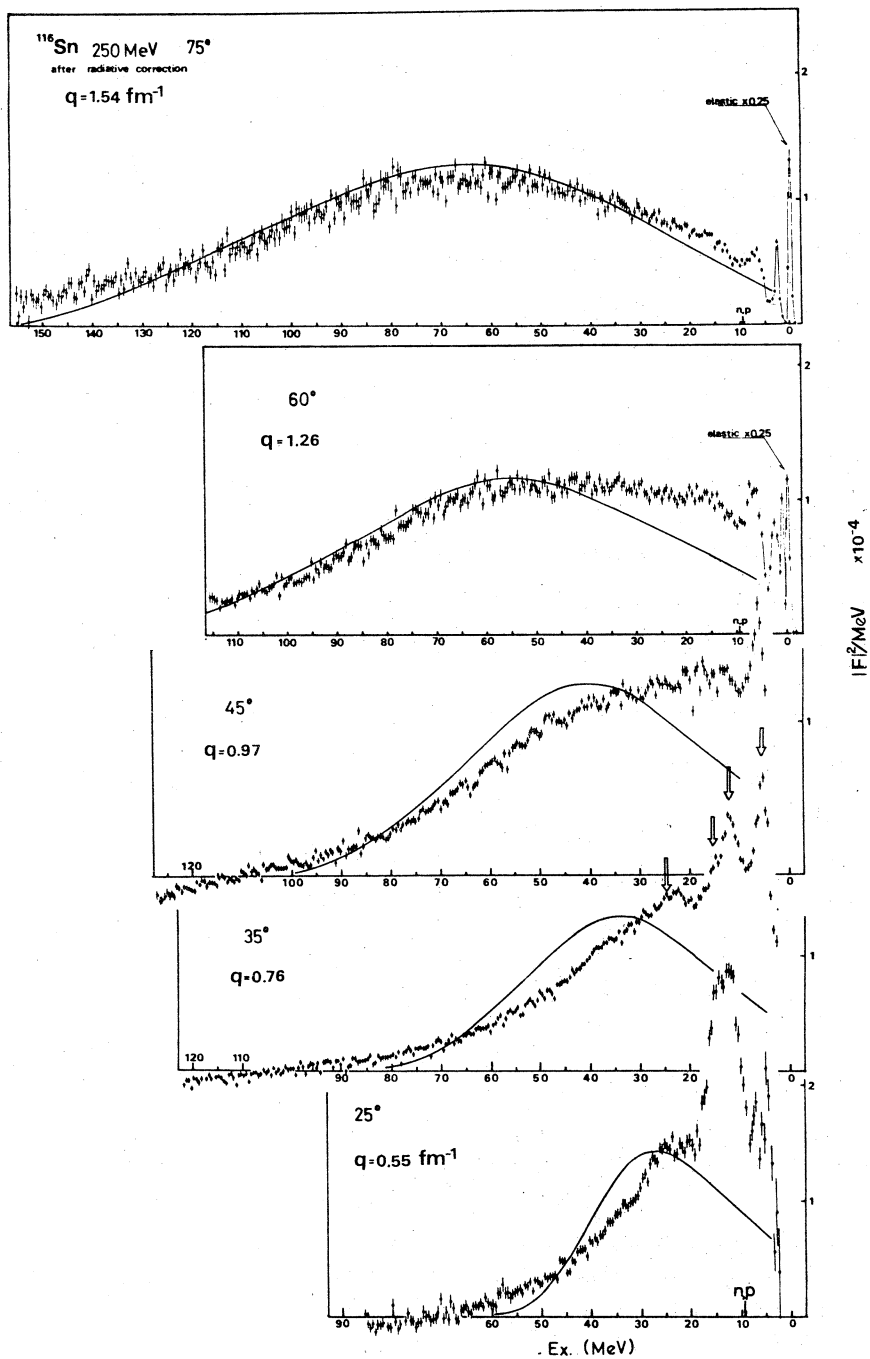 116Sn 250 MeV 75°
after radiative correction
q = 1.54 fm-1
elastic x0.25
2
1
n,p
150 140 130 120 110 100 90 80 70 60 50 40 30 20 10 0
60°
q = 1.26
elastic x0.25
2
1
n,p
110 100 90 80 70 60 50 40 30 20 10 0
|F|²/MeV x10-4
45°
q = 0.97
1
120 100 90 80 70 60 50 40 30 20 0
35°
q = 0.76
1
120 110 90 80 70 60 50 40 30 20 0
25°
q = 0.55 fm-1
2
1
n,p
90 80 70 60 50 40 30 20 10 0
Ex. (MeV)